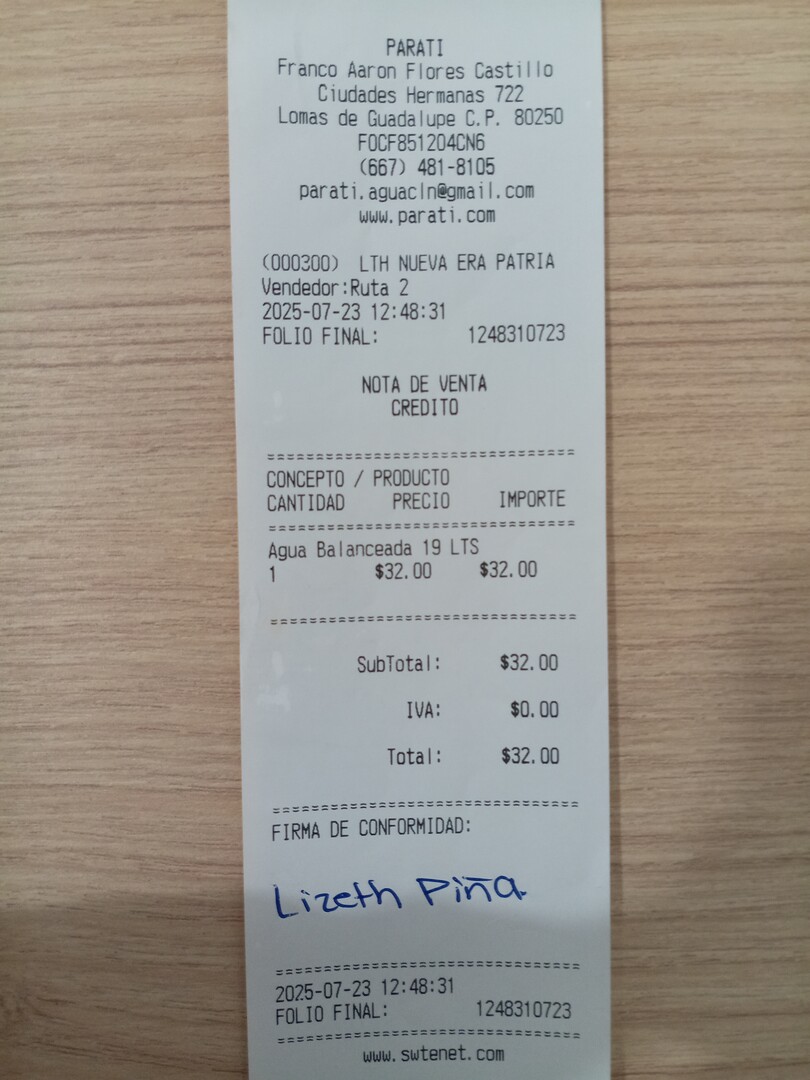 PARATI
Franco Aaron Flores Castillo
Ciudades Hermanas 722
Lomas de Guadalupe C.P. 80250
FOCF851204CN6
(667) 481-8105
parati.aguacln@gmail.com
www.parati.com
(000300) LTH NUEVA ERA PATRIA
Vendedor:Ruta 2
2025-07-23 12:48:31
FOLIO FINAL: 1248310723
NOTA DE VENTA
CREDITO
================================
CONCEPTO / PRODUCTO
CANTIDAD PRECIO IMPORTE
================================
Agua Balanceada 19 LTS
1 $32.00 $32.00
================================
SubTotal: $32.00
IVA: $0.00
Total: $32.00
================================
FIRMA DE CONFORMIDAD:
Lizeth Piña
================================
2025-07-23 12:48:31
FOLIO FINAL: 1248310723
================================
www.swtenet.com